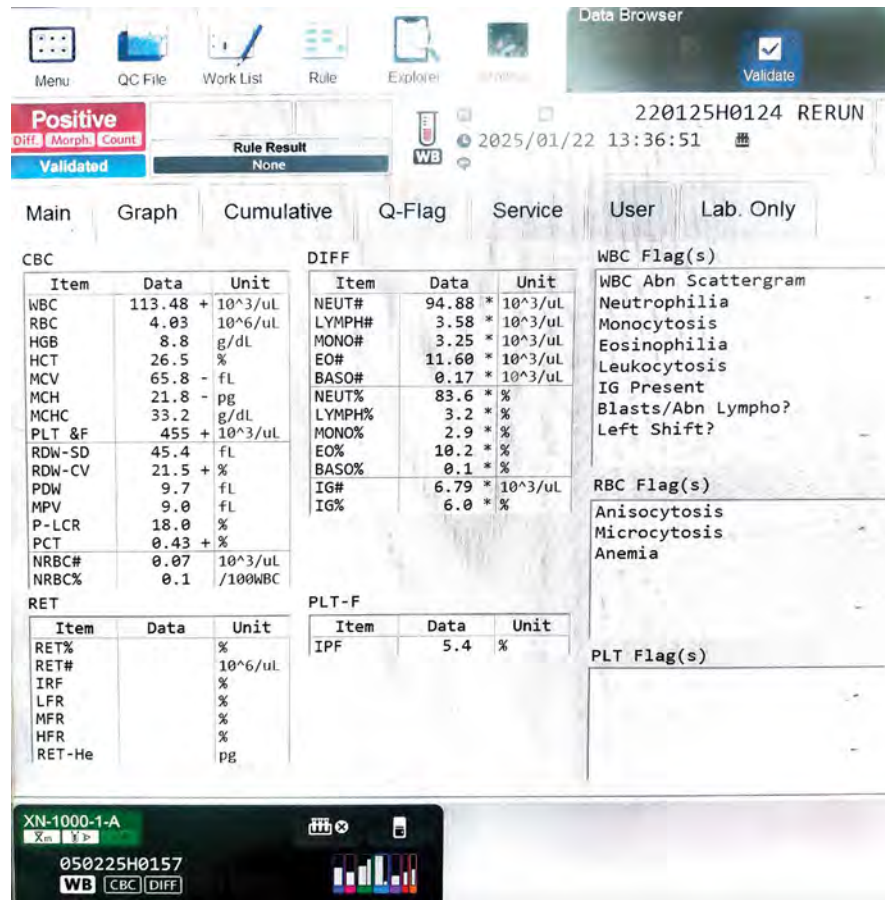 Data Browser
Menu QC File Work List Rule Explorer Validate
Positive
Diff. Morph. Count
Validated
Rule Result
None
WB
220125H0124 RERUN
2025/01/22 13:36:51
Main Graph Cumulative Q-Flag Service User Lab. Only
CBC
Item Data Unit
WBC 113.48 + 10^3/uL
RBC 4.03 10^6/uL
HGB 8.8 g/dL
HCT 26.5 %
MCV 65.8 - fL
MCH 21.8 - pg
MCHC 33.2 g/dL
PLT &F 455 + 10^3/uL
RDW-SD 45.4 fL
RDW-CV 21.5 + %
PDW 9.7 fL
MPV 9.0 fL
P-LCR 18.0 %
PCT 0.43 + %
NRBC# 0.07 10^3/uL
NRBC% 0.1 /100WBC
DIFF
Item Data Unit
NEUT# 94.88 * 10^3/uL
LYMPH# 3.58 * 10^3/uL
MONO# 3.25 * 10^3/uL
EO# 11.60 * 10^3/uL
BASO# 0.17 * 10^3/uL
NEUT% 83.6 * %
LYMPH% 3.2 * %
MONO% 2.9 * %
EO% 10.2 * %
BASO% 0.1 * %
IG# 6.79 * 10^3/uL
IG% 6.0 * %
WBC Flag(s)
WBC Abn Scattergram
Neutrophilia
Monocytosis
Eosinophilia
Leukocytosis
IG Present
Blasts/Abn Lympho?
Left Shift?
RBC Flag(s)
Anisocytosis
Microcytosis
Anemia
RET
Item Data Unit
RET% %
RET# 10^6/uL
IRF %
LFR %
MFR %
HFR %
RET-He pg
PLT-F
Item Data Unit
IPF 5.4 %
PLT Flag(s)
XN-1000-1-A
050225H0157
WB CBC DIFF